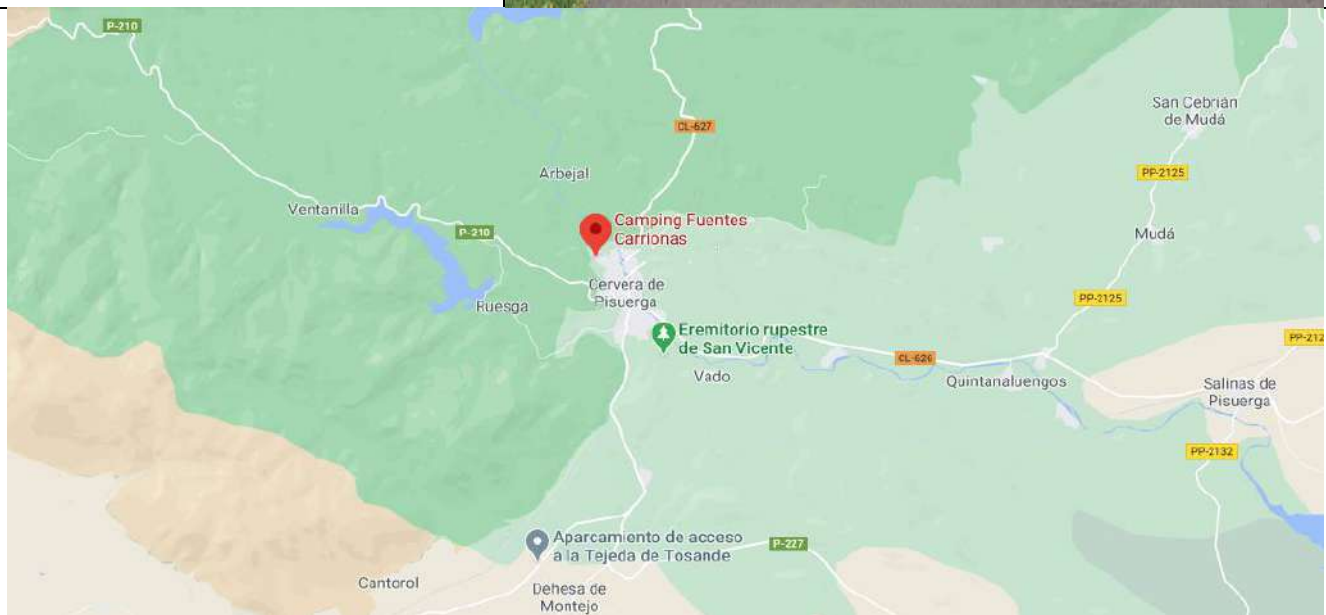 P-210
San Cebrián
de Mudá
CL-627
Arbejal
PP-2125
Ventanilla
Camping Fuentes
Carrionas
P-210
Mudá
Cervera de
Pisuerga
Ruesga
PP-2125
Eremitorio rupestre
de San Vicente
PP-212
CL-626
Vado
Quintanaluengos
Salinas de
Pisuerga
PP-2132
Aparcamiento de acceso
a la Tejeda de Tosande
P-227
Cantoral
Dehesa de
Montejo